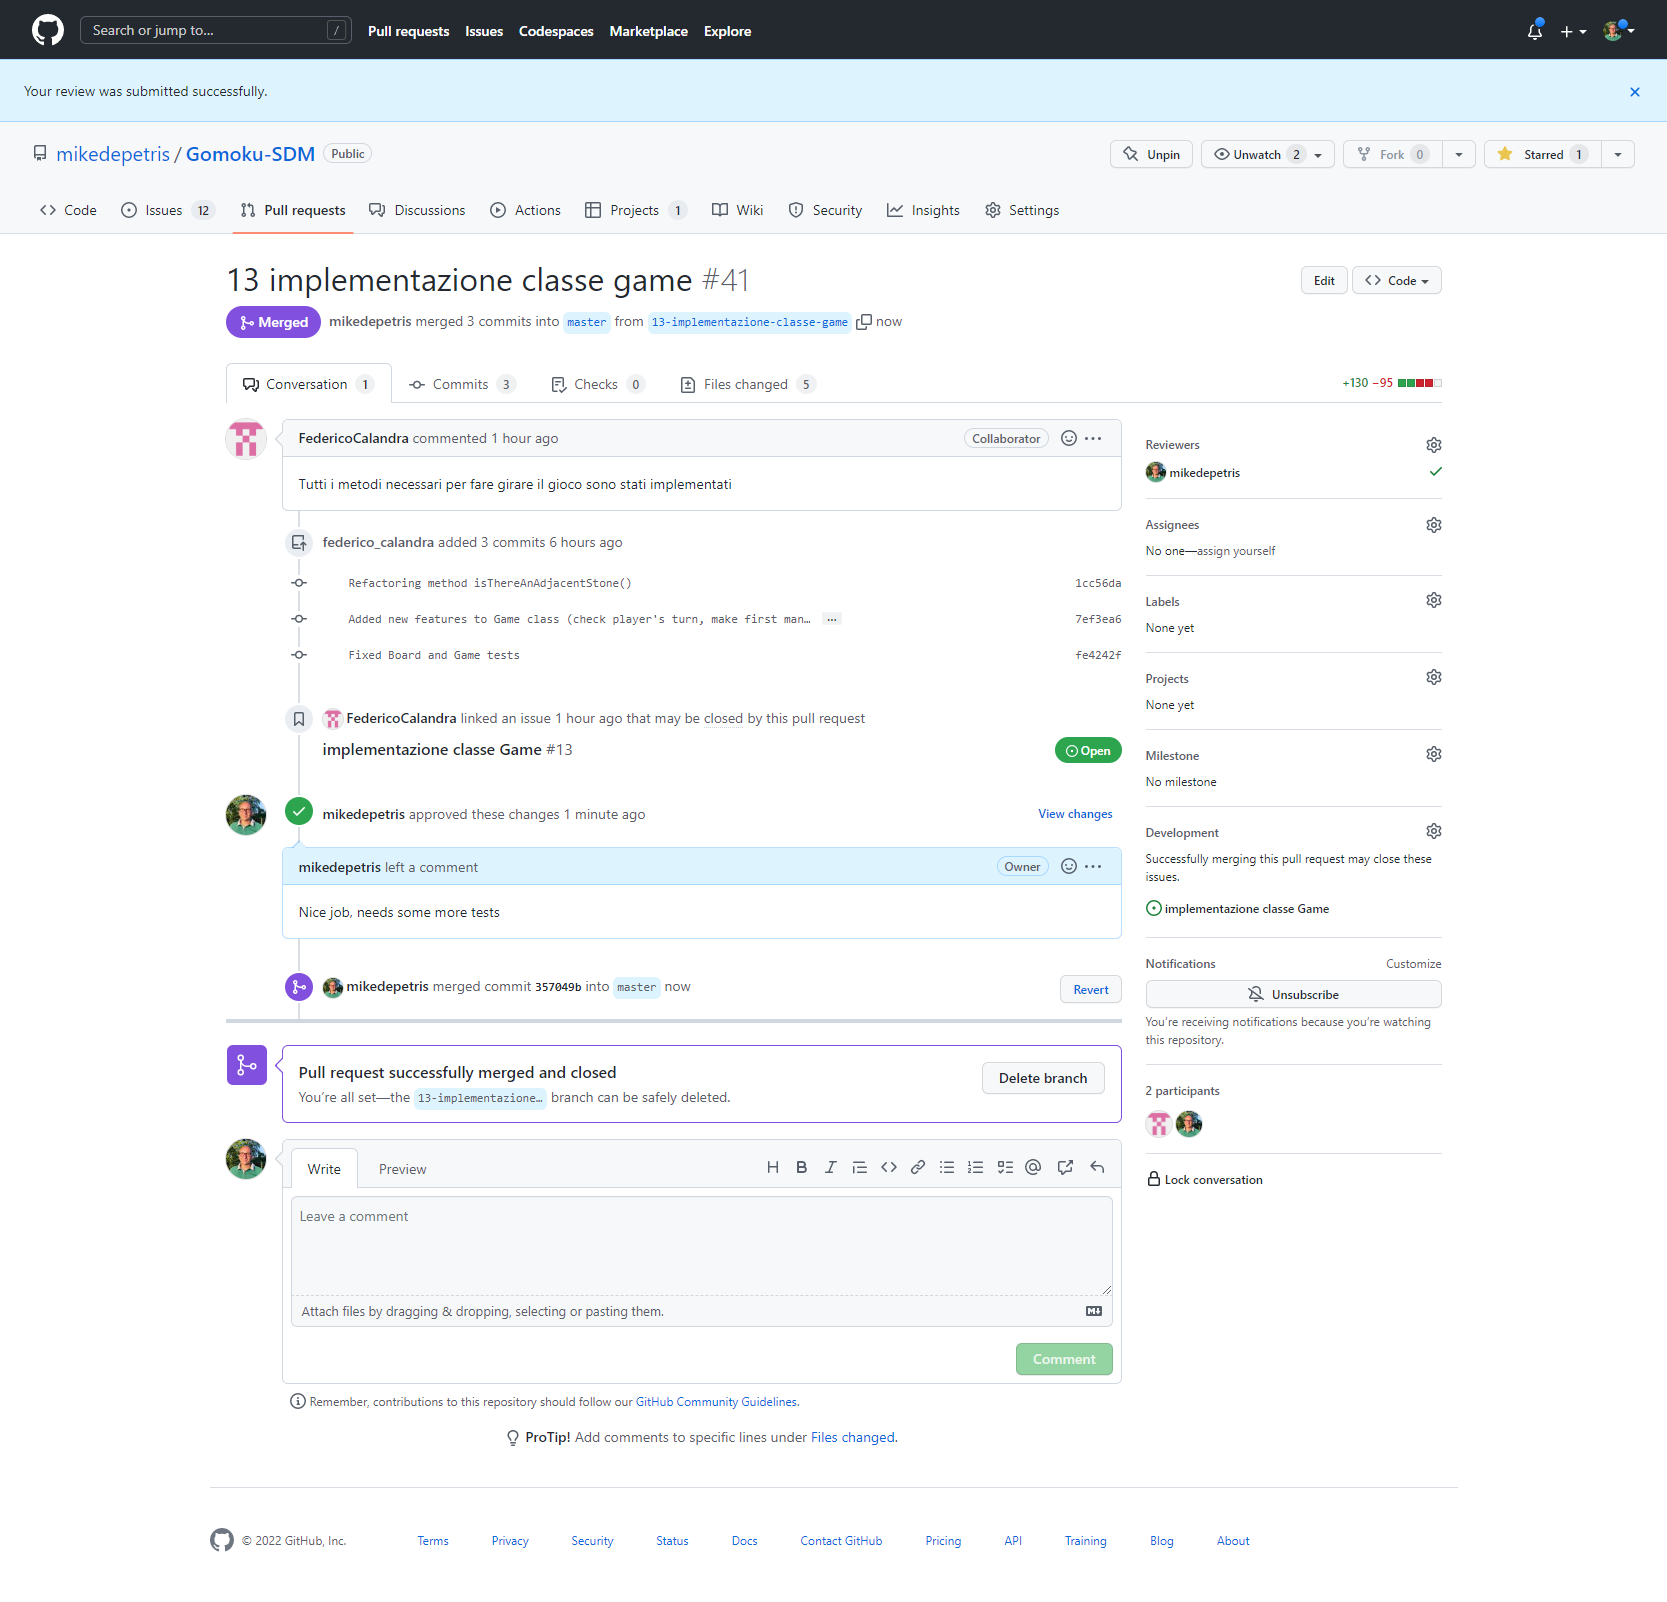 Search or jump to... /
Pull requests Issues Codespaces Marketplace Explore
Your review was submitted successfully.
mikedepetris / Gomoku-SDM Public
Unpin Unwatch 2 Fork 0 Starred 1
Code Issues 12 Pull requests Discussions Actions Projects 1 Wiki Security Insights Settings
13 implementazione classe game #41
Edit Code
Merged mikedepetris merged 3 commits into master from 13-implementazione-classe-game now
Conversation 1 Commits 3 Checks 0 Files changed 5
+130 −95
FedericoCalandra commented 1 hour ago Collaborator
Tutti i metodi necessari per fare girare il gioco sono stati implementati
federico_calandra added 3 commits 6 hours ago
Refactoring method isThereAnAdjacentStone() 1cc56da
Added new features to Game class (check player's turn, make first man… … 7ef3ea6
Fixed Board and Game tests fe4242f
FedericoCalandra linked an issue 1 hour ago that may be closed by this pull request
implementazione classe Game #13 Open
mikedepetris approved these changes 1 minute ago View changes
mikedepetris left a comment Owner
Nice job, needs some more tests
mikedepetris merged commit 357049b into master now Revert
Pull request successfully merged and closed
You're all set—the 13-implementazione… branch can be safely deleted.
Delete branch
Write Preview
Leave a comment
Attach files by dragging & dropping, selecting or pasting them.
Comment
Remember, contributions to this repository should follow our GitHub Community Guidelines.
ProTip! Add comments to specific lines under Files changed.
Reviewers
mikedepetris
Assignees
No one—assign yourself
Labels
None yet
Projects
None yet
Milestone
No milestone
Development
Successfully merging this pull request may close these
issues.
implementazione classe Game
Notifications Customize
Unsubscribe
You're receiving notifications because you're watching
this repository.
2 participants
Lock conversation
© 2022 GitHub, Inc. Terms Privacy Security Status Docs Contact GitHub Pricing API Training Blog About